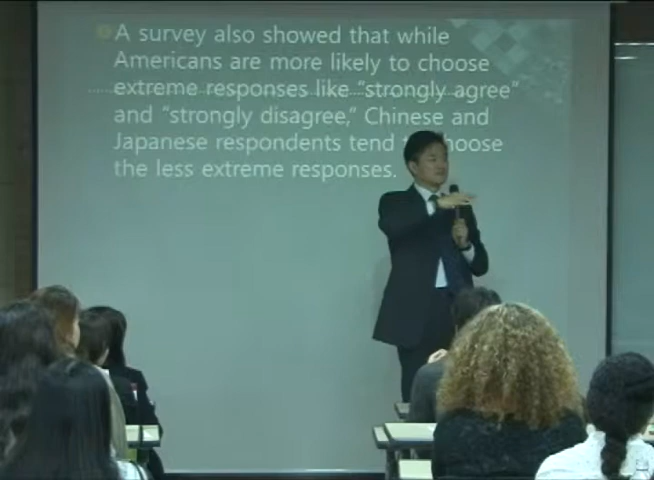 A survey also showed that while
Americans are more likely to choose
extreme responses like “strongly agree”
and “strongly disagree,” Chinese and
Japanese respondents tend choose
the less extreme responses.